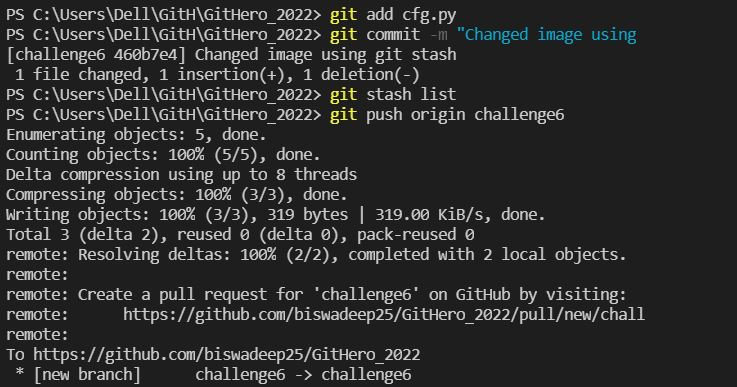 PS C:\Users\Dell\GitH\GitHero_2022> git add cfg.py
PS C:\Users\Dell\GitH\GitHero_2022> git commit -m "Changed image using
[challenge6 460b7e4] Changed image using git stash
 1 file changed, 1 insertion(+), 1 deletion(-)
PS C:\Users\Dell\GitH\GitHero_2022> git stash list
PS C:\Users\Dell\GitH\GitHero_2022> git push origin challenge6
Enumerating objects: 5, done.
Counting objects: 100% (5/5), done.
Delta compression using up to 8 threads
Compressing objects: 100% (3/3), done.
Writing objects: 100% (3/3), 319 bytes | 319.00 KiB/s, done.
Total 3 (delta 2), reused 0 (delta 0), pack-reused 0
remote: Resolving deltas: 100% (2/2), completed with 2 local objects.
remote:
remote: Create a pull request for 'challenge6' on GitHub by visiting:
remote:      https://github.com/biswadeep25/GitHero_2022/pull/new/chall
remote:
To https://github.com/biswadeep25/GitHero_2022
 * [new branch]      challenge6 -> challenge6